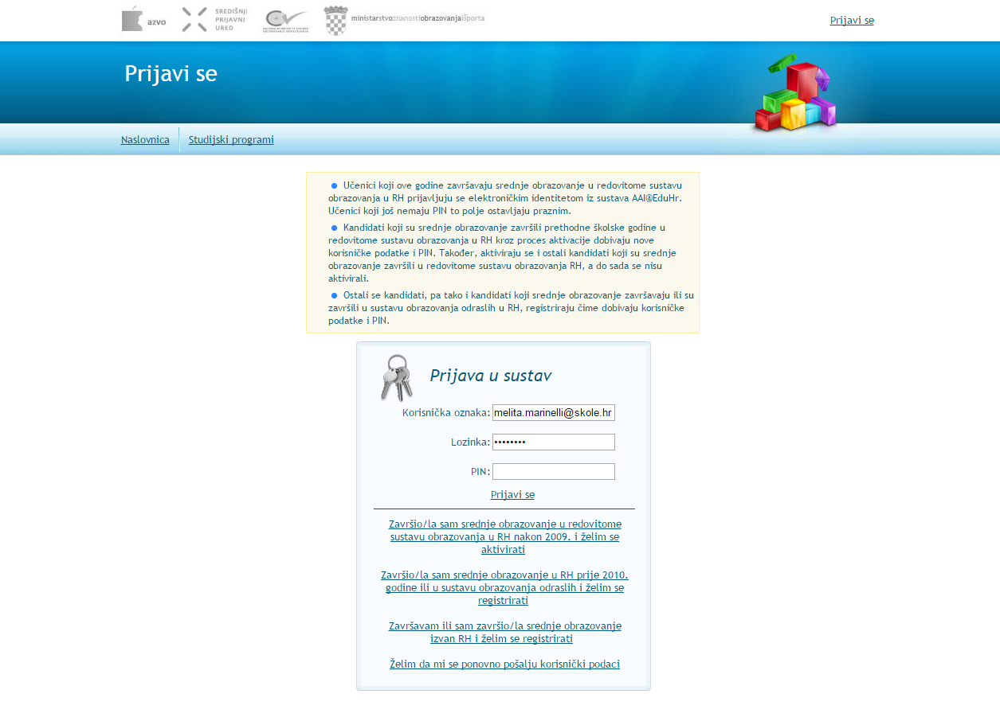 azvo
SREDIŠNJI
PRIJAVNI
URED
ministarstvoznanostiobrazovanjaišporta
Prijavi se
Prijavi se
Naslovnica
Studijski programi
Učenici koji ove godine završavaju srednje obrazovanje u redovitome sustavu
obrazovanja u RH prijavljuju se elektroničkim identitetom iz sustava AAI@EduHr.
Učenici koji još nemaju PIN to polje ostavljaju praznim.
Kandidati koji su srednje obrazovanje završili prethodne školske godine u
redovitome sustavu obrazovanja u RH kroz proces aktivacije dobivaju nove
korisničke podatke i PIN. Također, aktiviraju se i ostali kandidati koji su srednje
obrazovanje završili u redovitome sustavu obrazovanja RH, a do sada se nisu
aktivirali.
Ostali se kandidati, pa tako i kandidati koji srednje obrazovanje završavaju ili su
završili u sustavu obrazovanja odraslih u RH, registriraju čime dobivaju korisničke
podatke i PIN.
Prijava u sustav
Korisnička oznaka: melita.marinelli@skole.hr
Lozinka: ••••••••
PIN:
Prijavi se
Završio/la sam srednje obrazovanje u redovitome
sustavu obrazovanja u RH nakon 2009. i želim se
aktivirati
Završio/la sam srednje obrazovanje u RH prije 2010.
godine ili u sustavu obrazovanja odraslih i želim se
registrirati
Završavam ili sam završio/la srednje obrazovanje
izvan RH i želim se registrirati
Želim da mi se ponovno pošalju korisnički podaci